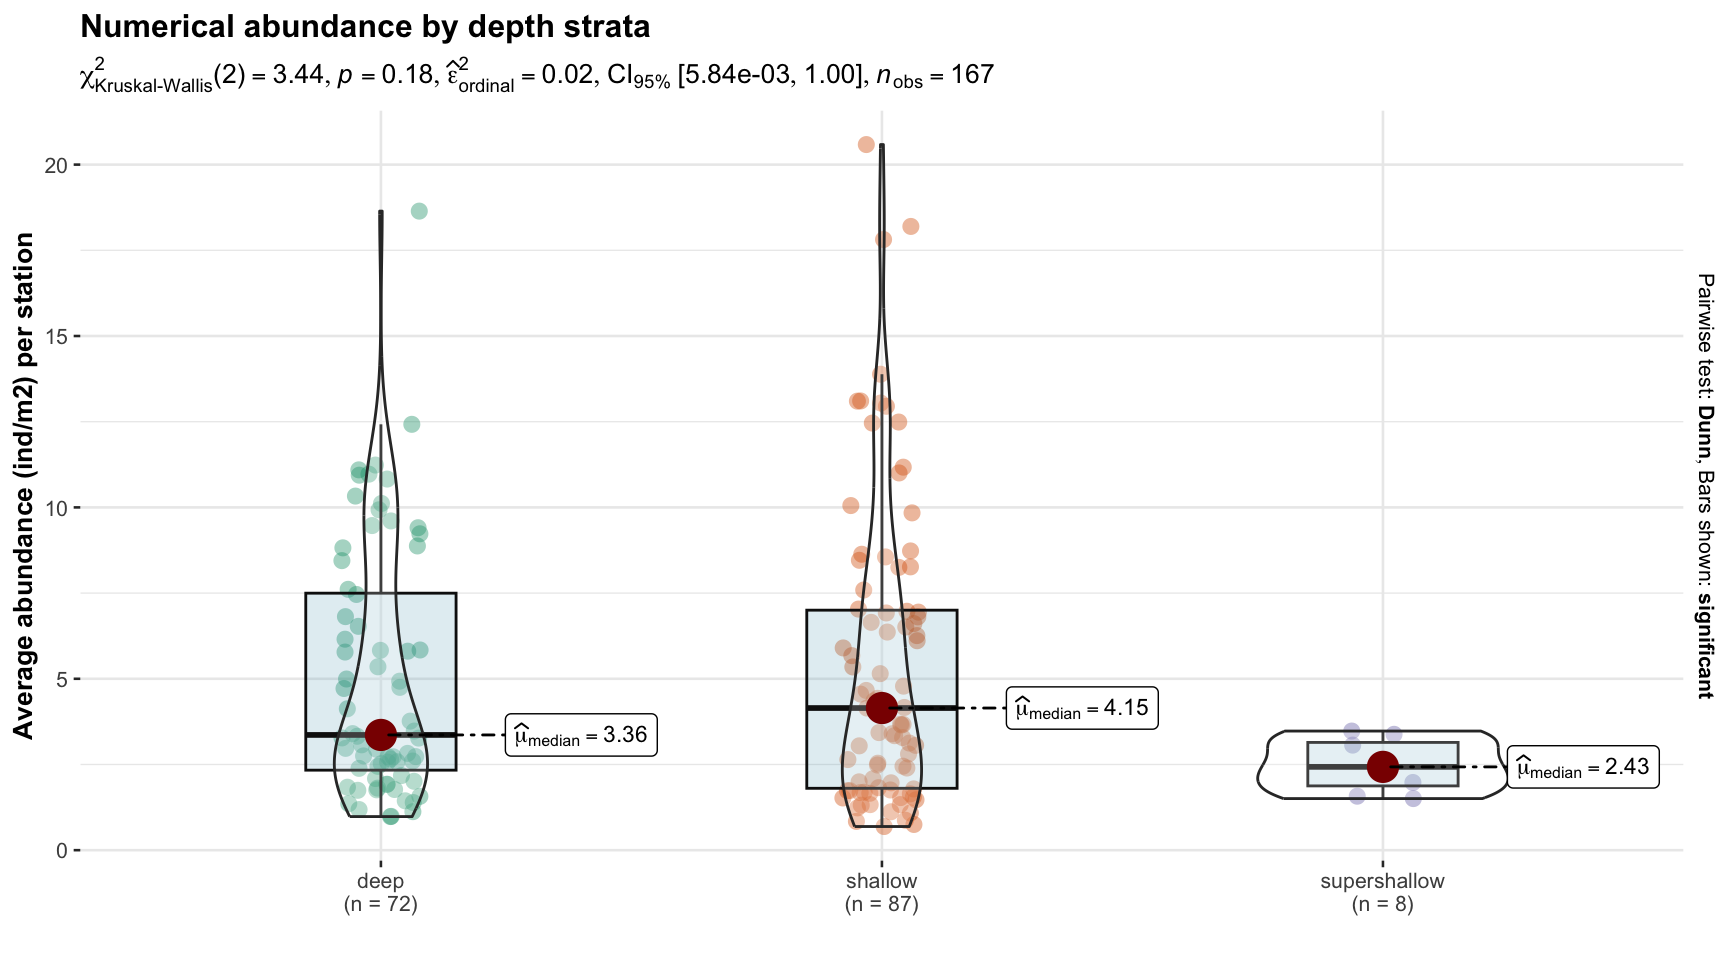 Numerical abundance by depth strata
χ²Kruskal-Wallis(2) = 3.44, p = 0.18, ε̂²ordinal = 0.02, CI95% [5.84e-03, 1.00], nobs = 167
Average abundance (ind/m2) per station
20
15
10
5
0
μ̂median = 3.36
μ̂median = 4.15
μ̂median = 2.43
deep
(n = 72)
shallow
(n = 87)
supershallow
(n = 8)
Pairwise test: Dunn, Bars shown: significant